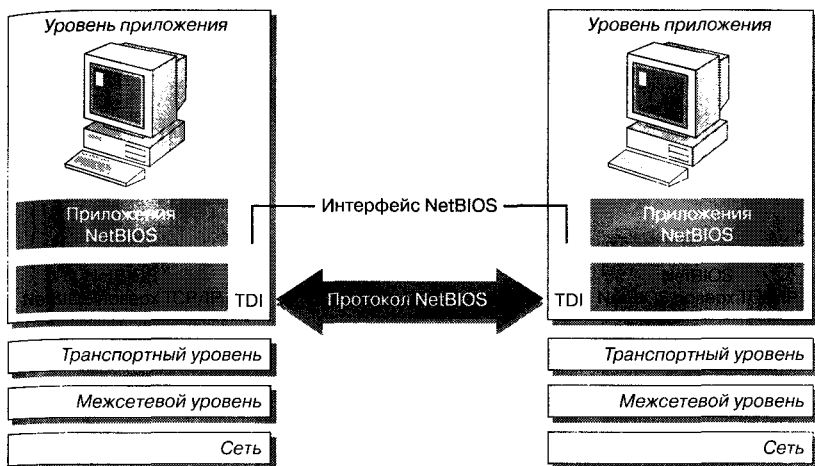 Уровень приложения
Приложения
NetBIOS
TDI
Транспортный уровень
Межсетевой уровень
Сеть
Интерфейс NetBIOS
Протокол NetBIOS
Уровень приложения
Приложения
NetBIOS
TDI
NetBIOS
Транспортный уровень
Межсетевой уровень
Сеть